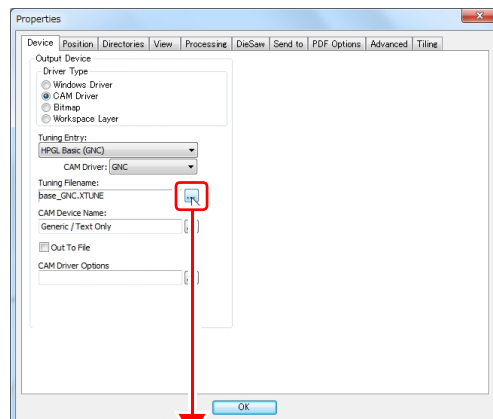 Properties
Device Position Directories View Processing DieSaw Send to PDF Options Advanced Tiling
Output Device
Driver Type
Windows Driver
CAM Driver
Bitmap
Workspace Layer
Tuning Entry:
HPGL Basic (GNC)
CAM Driver: GNC
Tuning Filename:
base_GNC.XTUNE
CAM Device Name:
Generic / Text Only
Out To File
CAM Driver Options
OK